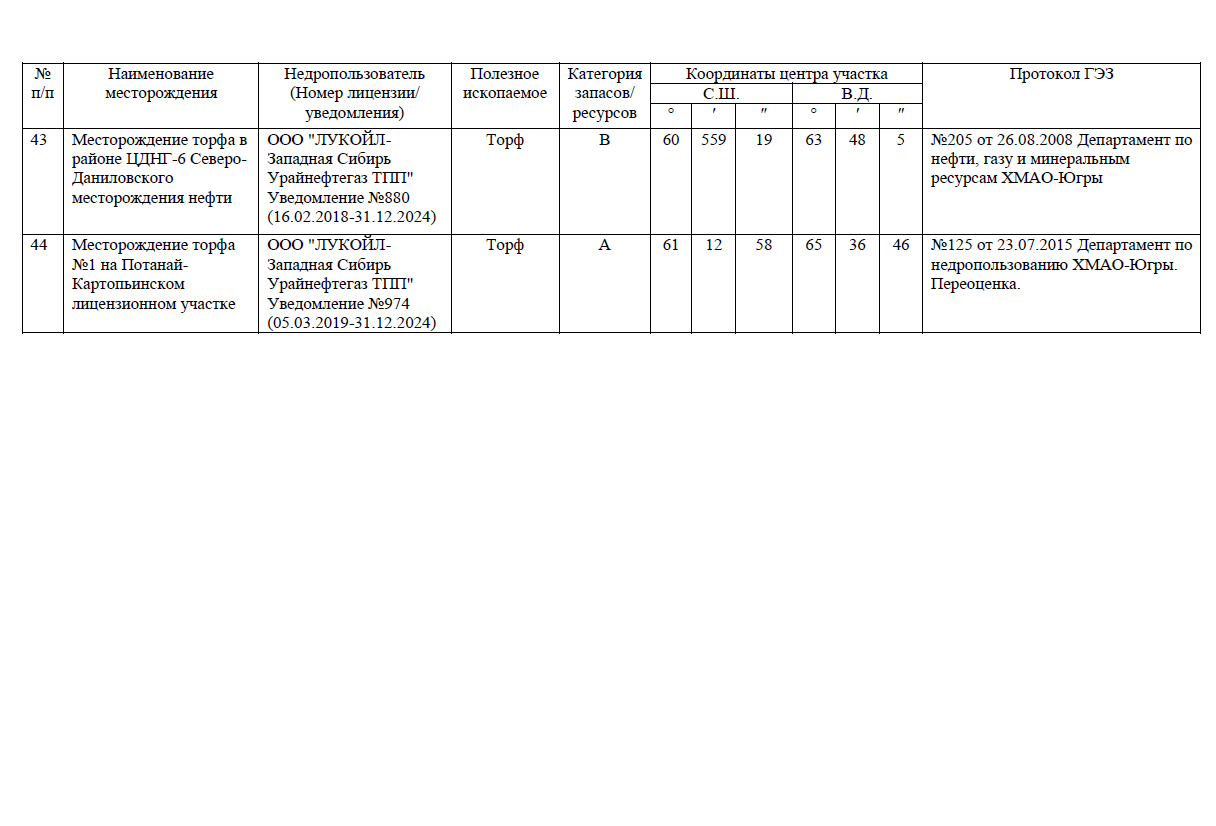 № п/п
Наименование
месторождения
Недропользователь
(Номер лицензии/
уведомления)
Полезное
ископаемое
Категория
запасов/
ресурсов
Координаты центра участка
С.Ш.
В.Д.
° ′ ″ ° ′ ″
Протокол ГЭЗ
43
Месторождение торфа в
районе ЦДНГ-6 Северо-
Даниловского
месторождения нефти
ООО "ЛУКОЙЛ-
Западная Сибирь
Урайнефтегаз ТПП"
Уведомление №880
(16.02.2018-31.12.2024)
Торф
В
60 559 19 63 48 5
№205 от 26.08.2008 Департамент по
нефти, газу и минеральным
ресурсам ХМАО-Югры
44
Месторождение торфа
№1 на Потанай-
Картопьинском
лицензионном участке
ООО "ЛУКОЙЛ-
Западная Сибирь
Урайнефтегаз ТПП"
Уведомление №974
(05.03.2019-31.12.2024)
Торф
А
61 12 58 65 36 46
№125 от 23.07.2015 Департамент по
недропользованию ХМАО-Югры.
Переоценка.